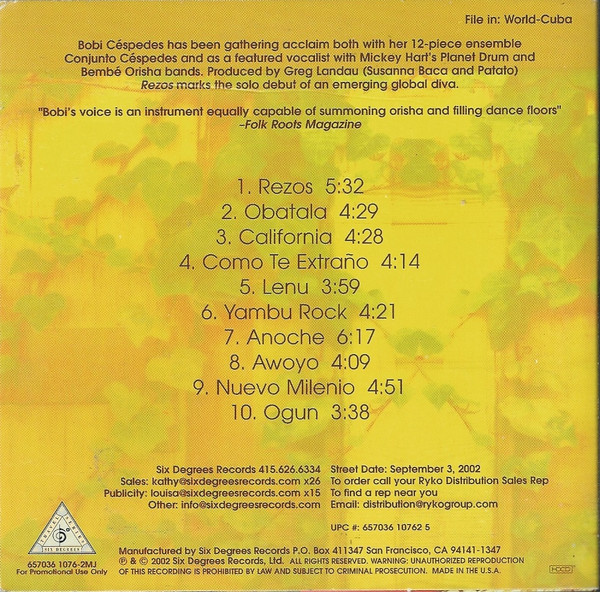 File in: World-Cuba
Bobi Céspedes has been gathering acclaim both with her 12-piece ensemble
Conjunto Céspedes and as a featured vocalist with Mickey Hart's Planet Drum and
Bembé Orisha bands. Produced by Greg Landau (Susanna Baca and Patato)
Rezos marks the solo debut of an emerging global diva.
"Bobi's voice is an instrument equally capable of summoning orisha and filling dance floors"
–Folk Roots Magazine
1. Rezos 5:32
2. Obatala 4:29
3. California 4:28
4. Como Te Extraño 4:14
5. Lenu 3:59
6. Yambu Rock 4:21
7. Anoche 6:17
8. Awoyo 4:09
9. Nuevo Milenio 4:51
10. Ogun 3:38
Six Degrees Records 415.626.6334
Sales: kathy@sixdegreesrecords.com x26
Publicity: louisa@sixdegreesrecords.com x15
Other: info@sixdegreesrecords.com
Street Date: September 3, 2002
To order call your Ryko Distribution Sales Rep
To find a rep near you
Email: distribution@rykogroup.com
UPC #: 657036 10762 5
SIX DEGREES
657036 1076-2MJ
For Promotional Use Only
Manufactured by Six Degrees Records P.O. Box 411347 San Francisco, CA 94141-1347
℗ & © 2002 Six Degrees Records, Ltd. ALL RIGHTS RESERVED. WARNING: UNAUTHORIZED REPRODUCTION
OF THIS RECORDING IS PROHIBITED BY LAW AND SUBJECT TO CRIMINAL PROSECUTION. MADE IN THE U.S.A.
HDCD